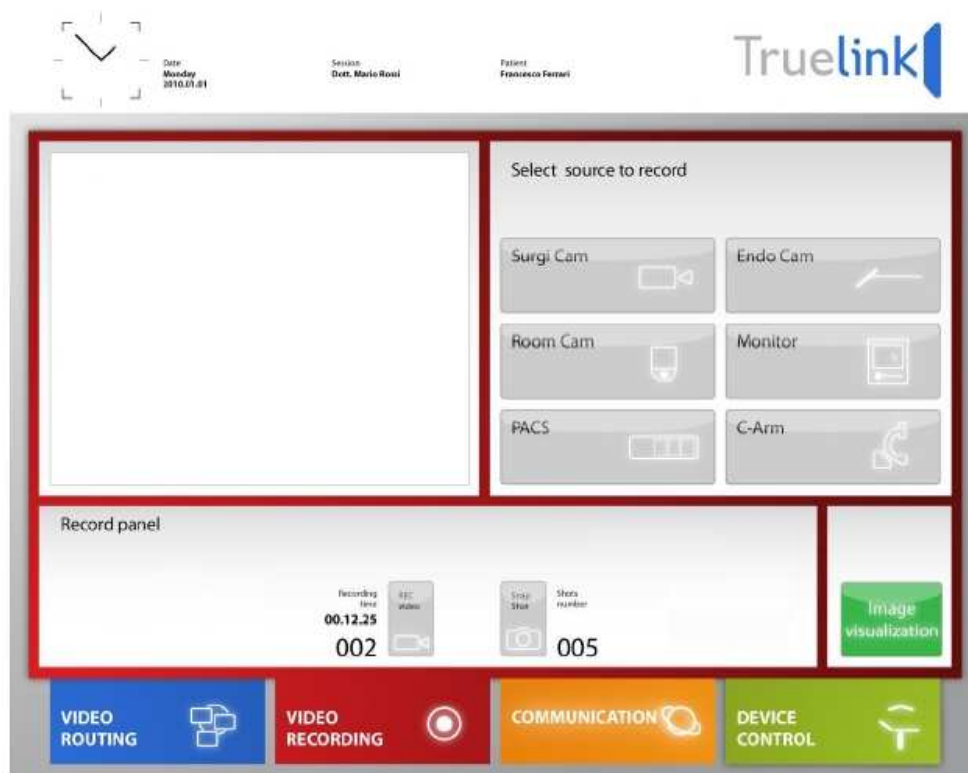 Date
Monday
2010.01.01
Session
Dott. Mario Rossi
Patient
Francesco Ferrari
Truelink
Select source to record
Surgi Cam
Endo Cam
Room Cam
Monitor
PACS
C-Arm
Record panel
Recording
time
00.12.25
002
REC
video
Snap
Shot
Shots
number
005
Image
visualization
VIDEO
ROUTING
VIDEO
RECORDING
COMMUNICATION
DEVICE
CONTROL